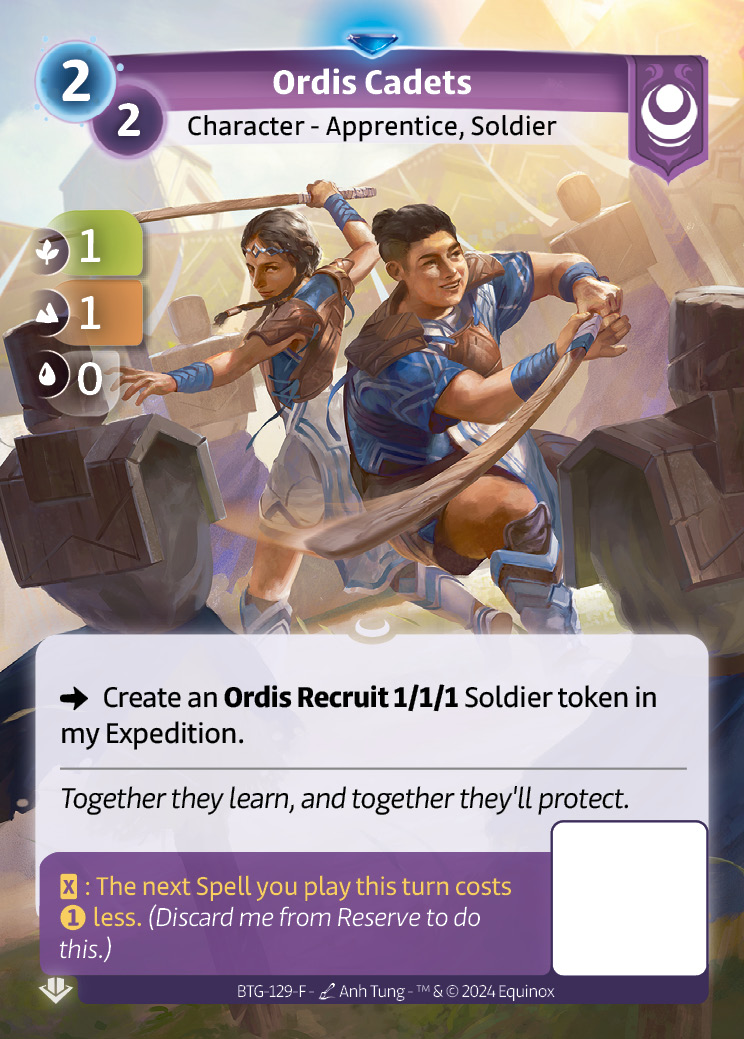 2
Ordis Cadets
2
Character - Apprentice, Soldier
1
1
0
Create an Ordis Recruit 1/1/1 Soldier token in
my Expedition.
Together they learn, and together they'll protect.
X : The next Spell you play this turn costs
1 less. (Discard me from Reserve to do
this.)
BTG-129-F - Anh Tung - ™ & © 2024 Equinox